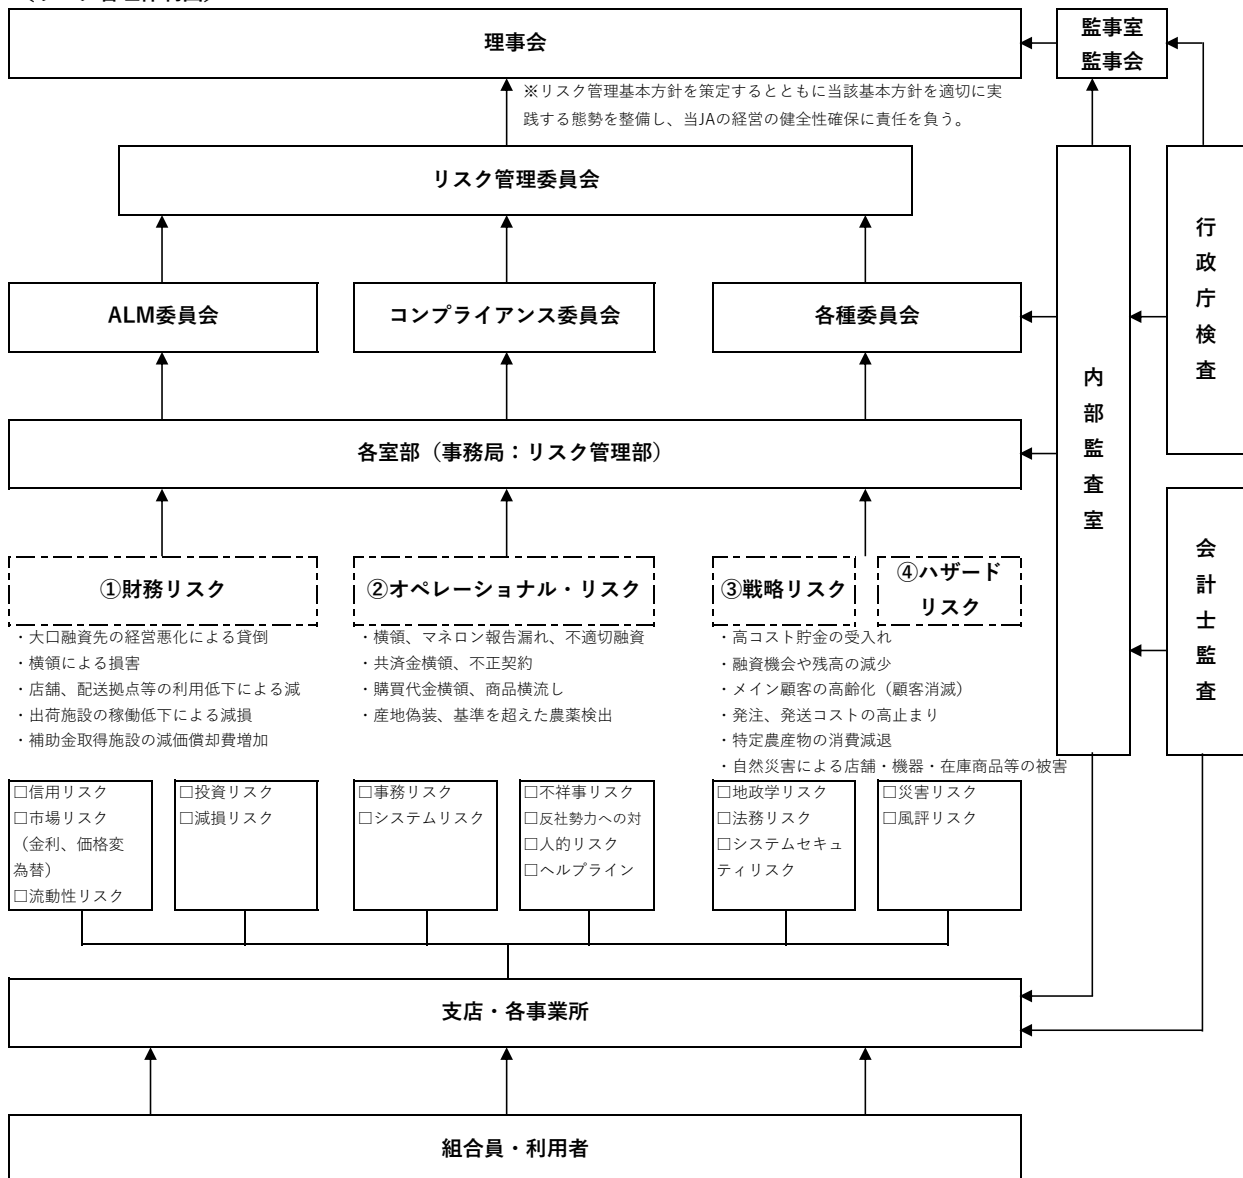 理事会
監事室
監事会
※リスク管理基本方針を策定するとともに当該基本方針を適切に実
践する態勢を整備し、当JAの経営の健全性確保に責任を負う。
リスク管理委員会
行政庁検査
ALM委員会
コンプライアンス委員会
各種委員会
内部監査室
各室部（事務局：リスク管理部）
会計士監査
①財務リスク
②オペレーショナル・リスク
③戦略リスク
④ハザード
リスク
・大口融資先の経営悪化による貸倒
・横領による損害
・店舗、配送拠点等の利用低下による減
・出荷施設の稼働低下による減損
・補助金取得施設の減価償却費増加
・横領、マネロン報告漏れ、不適切融資
・共済金横領、不正契約
・購買代金横領、商品横流し
・産地偽装、基準を超えた農薬検出
・高コスト貯金の受入れ
・融資機会や残高の減少
・メイン顧客の高齢化（顧客消滅）
・発注、発送コストの高止まり
・特定農産物の消費減退
・自然災害による店舗・機器・在庫商品等の被害
□信用リスク
□市場リスク
（金利、価格変
為替）
□流動性リスク
□投資リスク
□減損リスク
□事務リスク
□システムリスク
□不祥事リスク
□反社勢力への対
□人的リスク
□ヘルプライン
□地政学リスク
□法務リスク
□システムセキュ
ティリスク
□災害リスク
□風評リスク
支店・各事業所
組合員・利用者